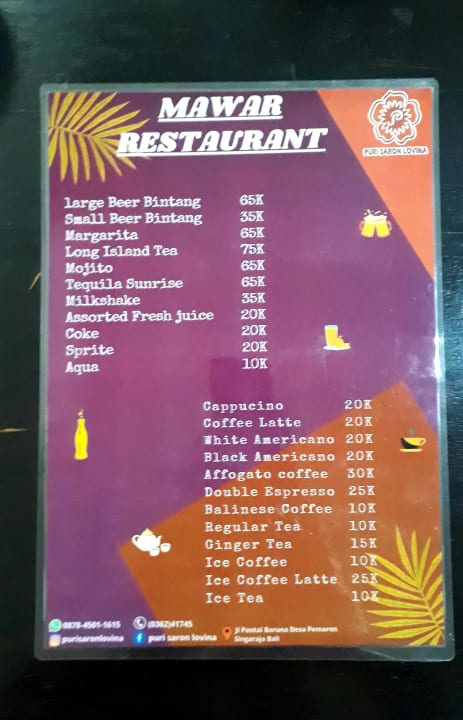 MAWAR
RESTAURANT
PURI SARON LOVINA
large Beer Bintang 65K
Small Beer Bintang 35K
Margarita 65K
Long Island Tea 75K
Mojito 65K
Tequila Sunrise 65K
Milkshake 35K
Assorted Fresh juice 20K
Coke 20K
Sprite 20K
Aqua 10K
Cappucino 20K
Coffee Latte 20K
White Americano 20K
Black Americano 20K
Affogato coffee 30K
Double Espresso 25K
Balinese Coffee 10K
Regular Tea 10K
Ginger Tea 15K
Ice Coffee 10K
Ice Coffee Latte 25K
Ice Tea 10K
0878-4501-1615 (0362)41745
purisaronlovina puri saron lovina
Jl Pantai Baruna Desa Pemaron
Singaraja Bali